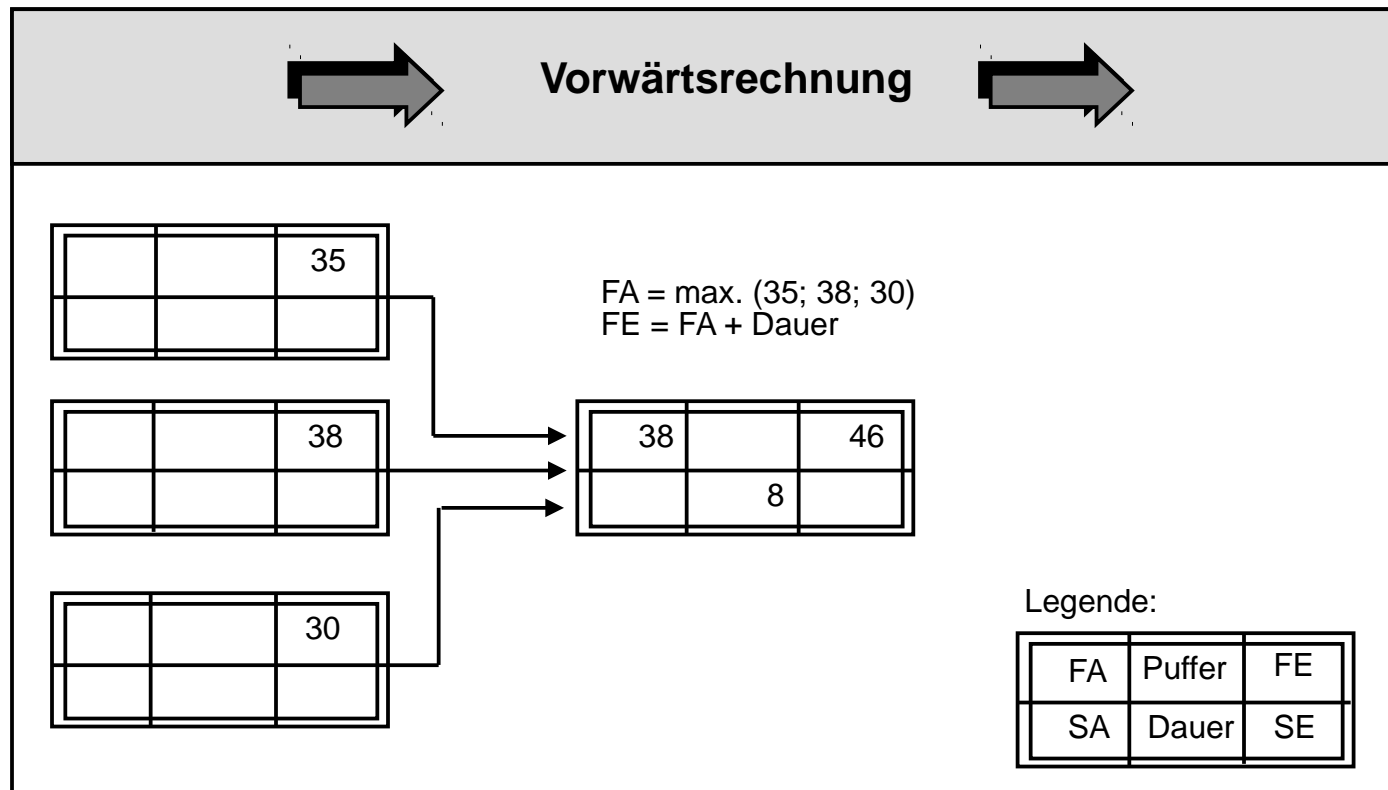 Vorwärtsrechnung
35
FA = max. (35; 38; 30)
FE = FA + Dauer
38
38 46
8
30
Legende:
FA Puffer FE
SA Dauer SE